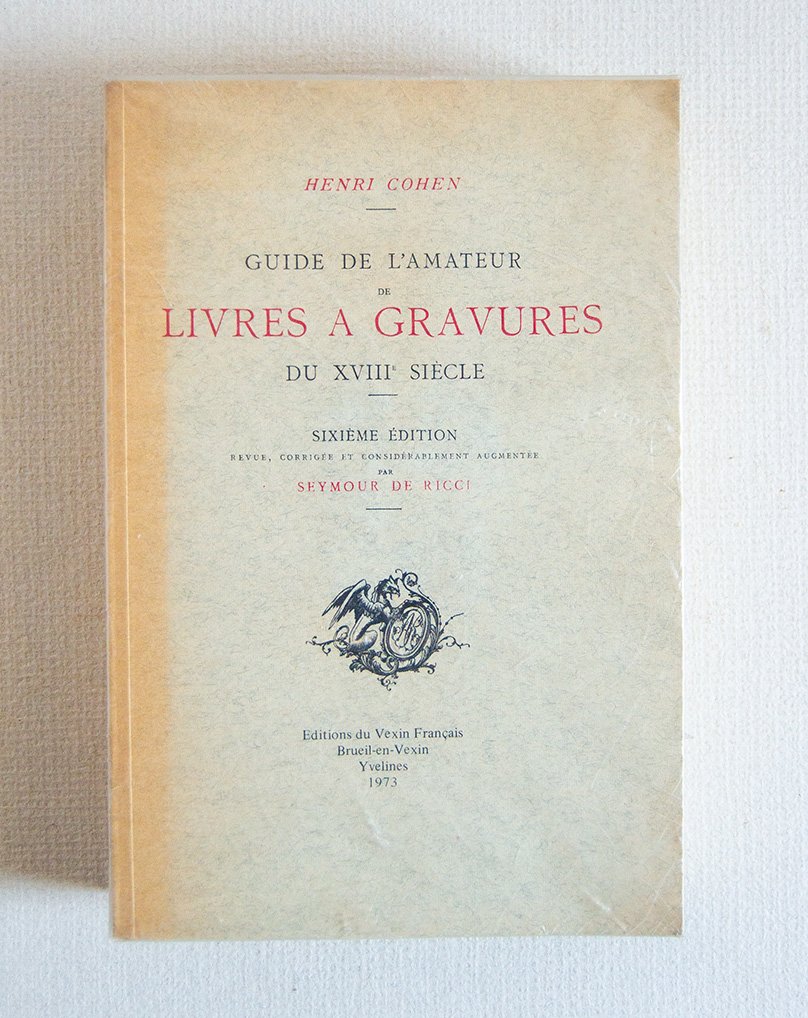 HENRI COHEN
GUIDE DE L'AMATEUR
DE
LIVRES A GRAVURES
DU XVIIIE SIÈCLE
SIXIÈME ÉDITION
REVUE, CORRIGÉE ET CONSIDÉRABLEMENT AUGMENTÉE
PAR
SEYMOUR DE RICCI
Editions du Vexin Français
Brueil-en-Vexin
Yvelines
1973